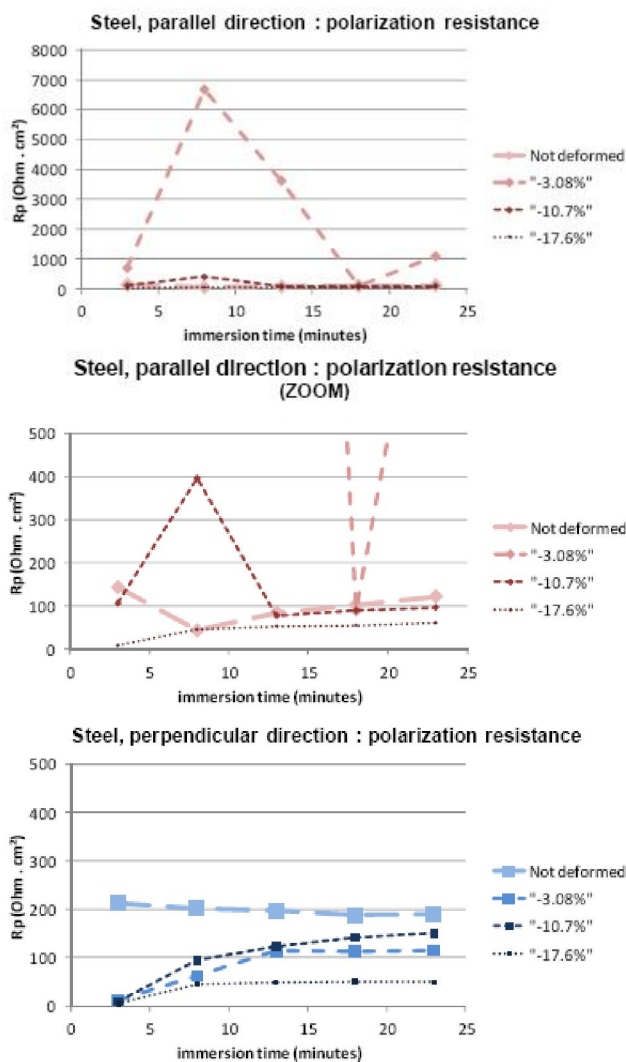 Steel, parallel direction : polarization resistance
8000
7000
6000
5000
4000
3000
2000
1000
0
Rp (Ohm . cm²)
0 5 10 15 20 25
immersion time (minutes)
Not deformed
"-3.08%"
"-10.7%"
"-17.6%"
Steel, parallel direction : polarization resistance
(ZOOM)
500
400
300
200
100
0
Rp (Ohm . cm²)
0 5 10 15 20 25
immersion time (minutes)
Not deformed
"-3.08%"
"-10.7%"
"-17.6%"
Steel, perpendicular direction : polarization resistance
500
400
300
200
100
0
Rp (Ohm . cm²)
0 5 10 15 20 25
immersion time (minutes)
Not deformed
"-3.08%"
"-10.7%"
"-17.6%"